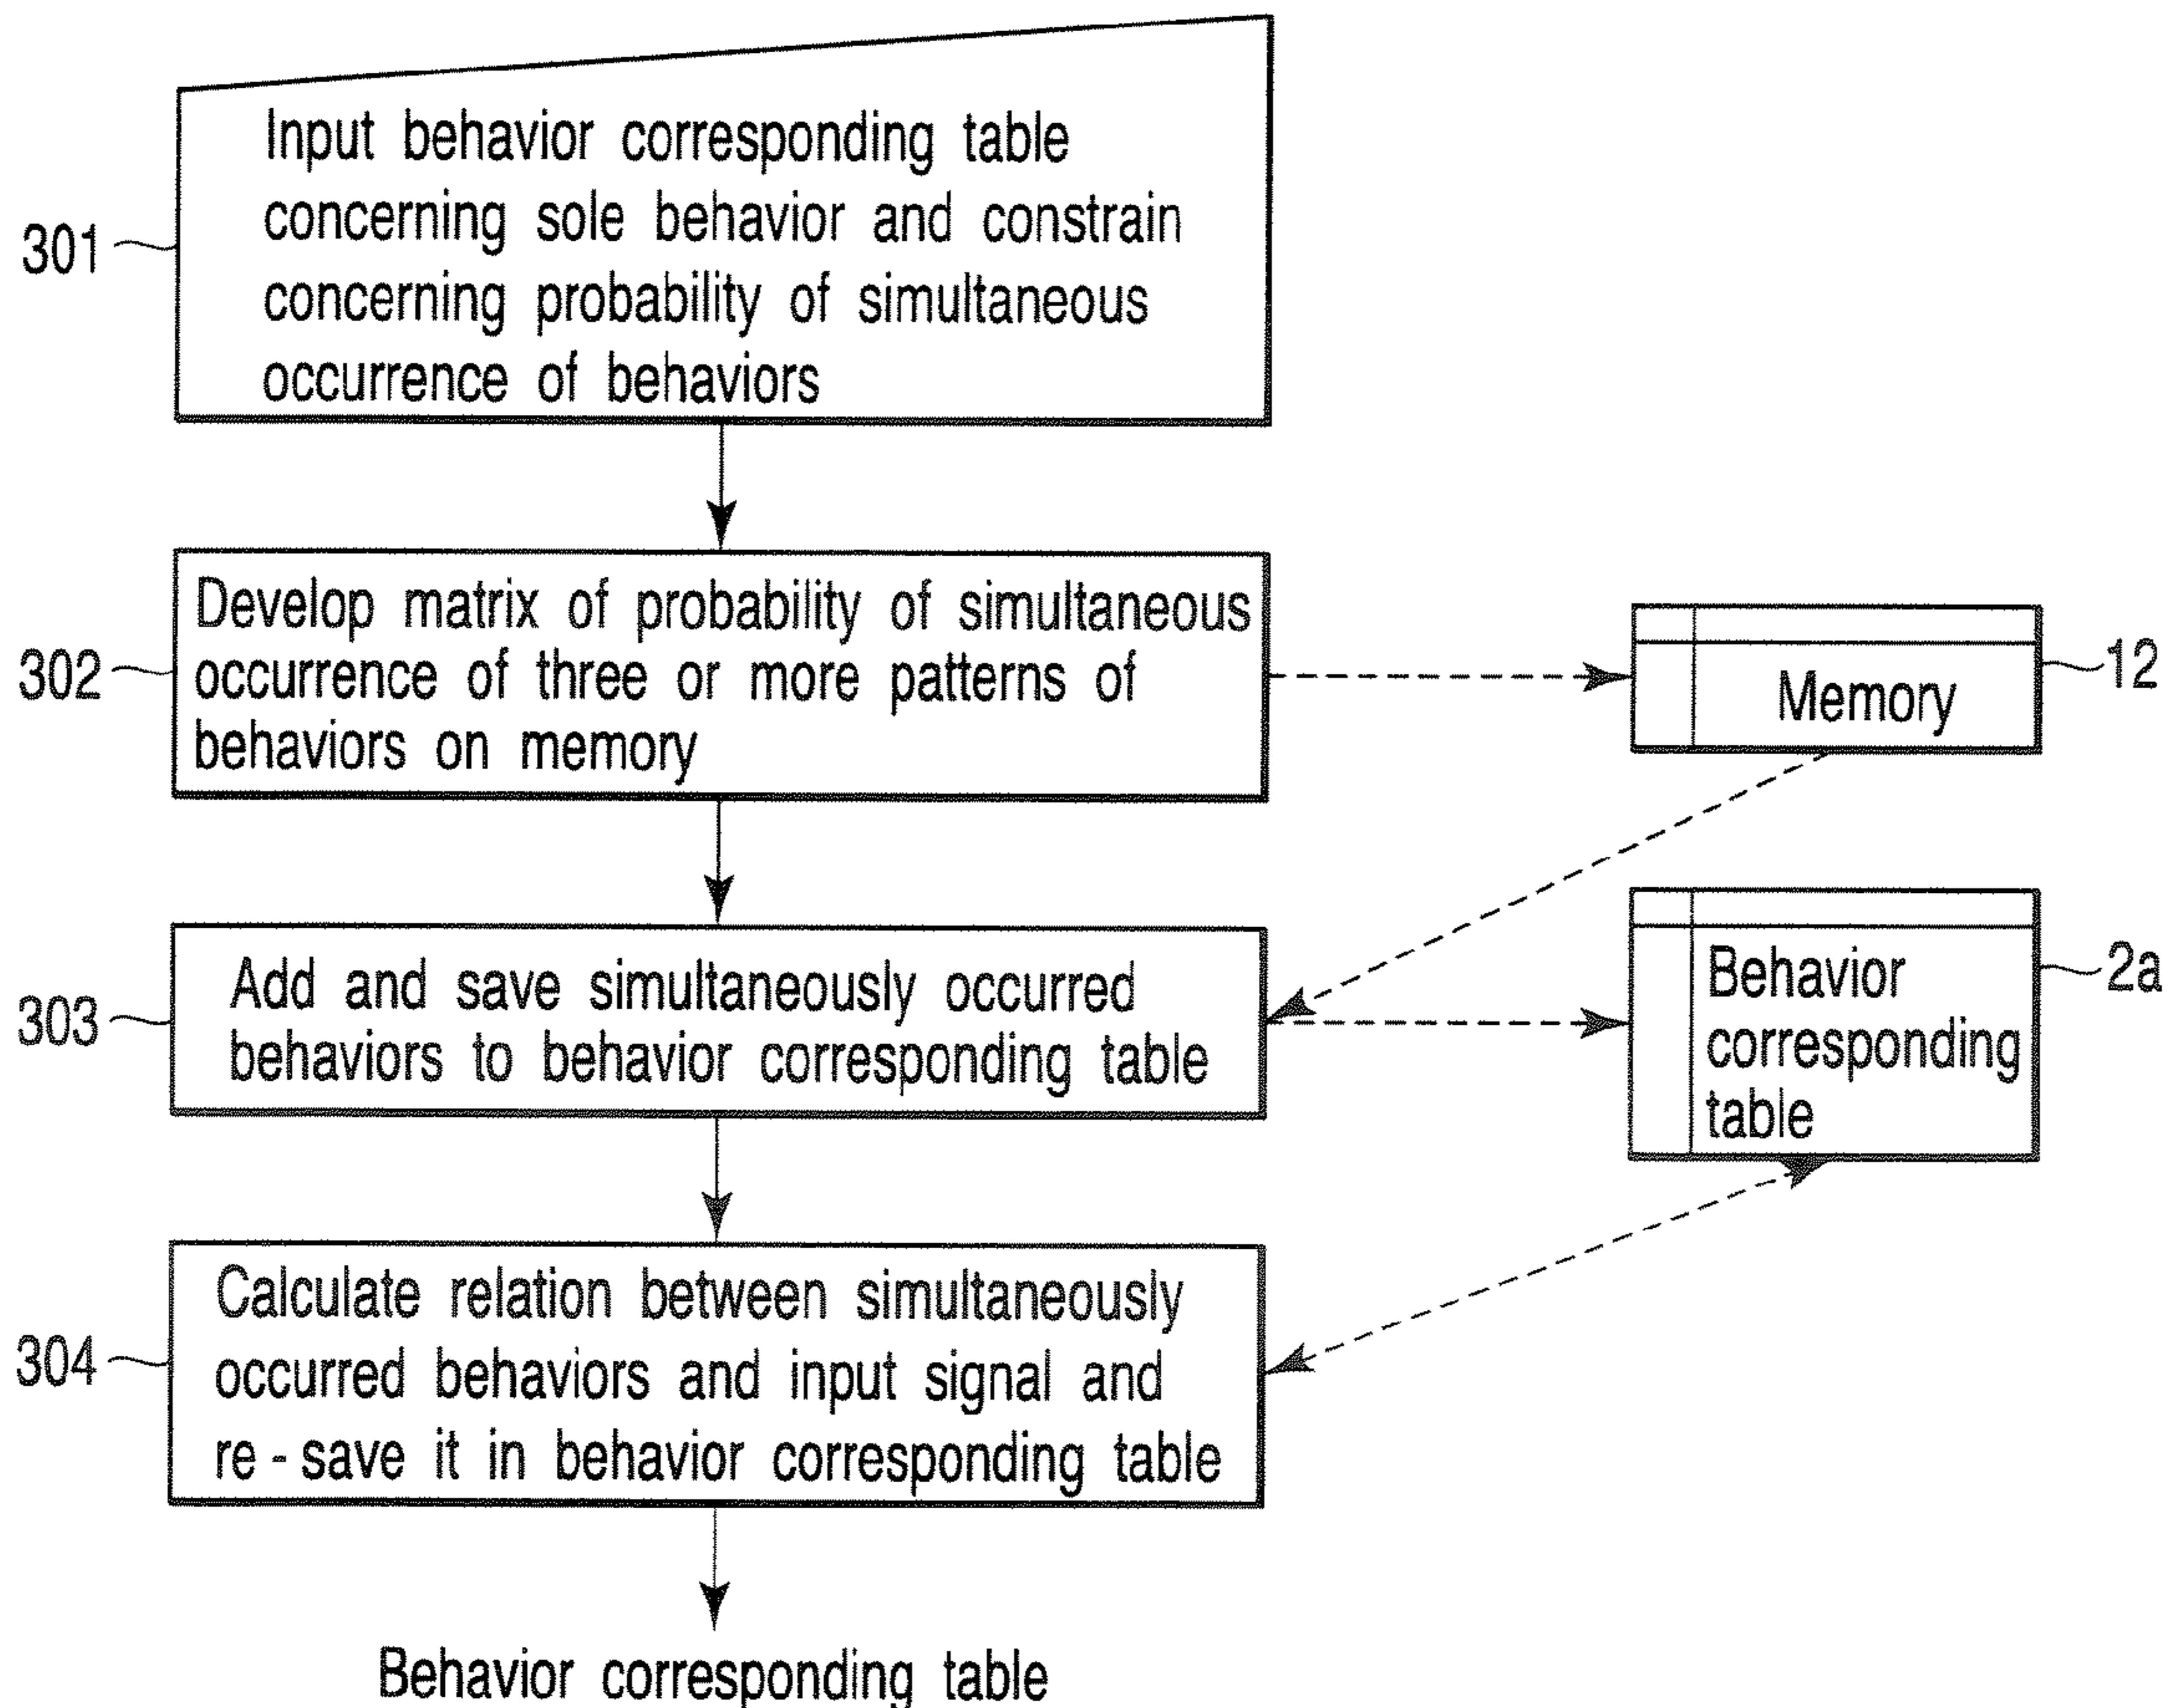 Input behavior corresponding table
concerning sole behavior and constrain
concerning probability of simultaneous
occurrence of behaviors
301
Develop matrix of probability of simultaneous
occurrence of three or more patterns of
behaviors on memory
302
Memory
12
Add and save simultaneously occurred
behaviors to behavior corresponding table
303
Behavior
corresponding
table
2a
Calculate relation between simultaneously
occurred behaviors and input signal and
re - save it in behavior corresponding table
304
Behavior corresponding table